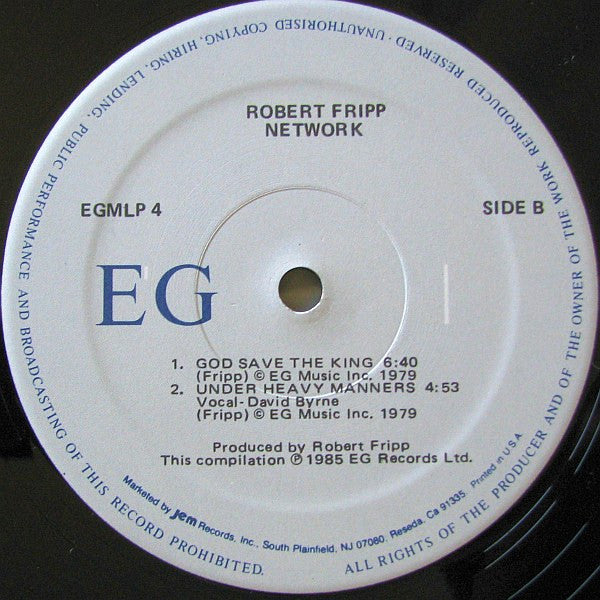 ROBERT FRIPP
NETWORK
EGMLP 4
SIDE B
EG
1. GOD SAVE THE KING 6:40
(Fripp) © EG Music Inc. 1979
2. UNDER HEAVY MANNERS 4:53
Vocal-David Byrne
(Fripp) © EG Music Inc. 1979
Produced by Robert Fripp
This compilation ℗ 1985 EG Records Ltd.
Marketed by Jem Records, Inc., South Plainfield, NJ 07080. Reseda, Ca 91335. Printed in U.S.A
ALL RIGHTS OF THE PRODUCER AND OF THE OWNER OF THE WORK REPRODUCED RESERVED · UNAUTHORISED COPYING, HIRING, LENDING, PUBLIC PERFORMANCE AND BROADCASTING OF THIS RECORD PROHIBITED.